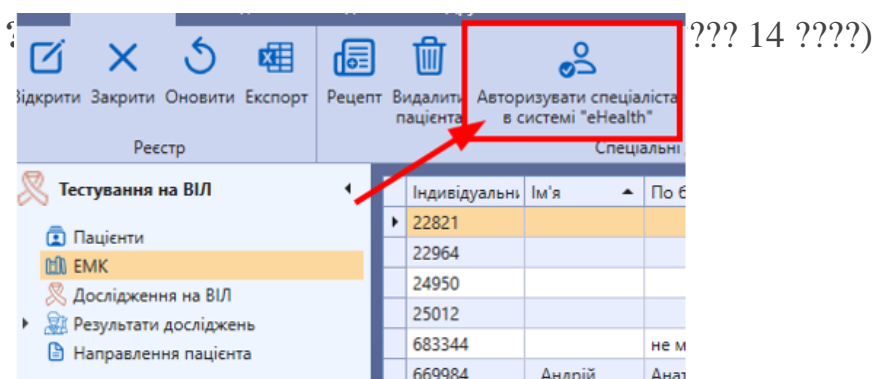 ??? 14 ????)
Відкрити Закрити Оновити Експорт Рецепт Видалити пацієнта Авторизувати спеціаліста в системі "eHealth"
Реєстр
Тестування на ВІЛ
Індивідуальн Ім'я По б
Пацієнти
22821
ЕМК
22964
Дослідження на ВІЛ
24950
Результати досліджень
25012
Направлення пацієнта
683344 не м
669984 Андрій Анат